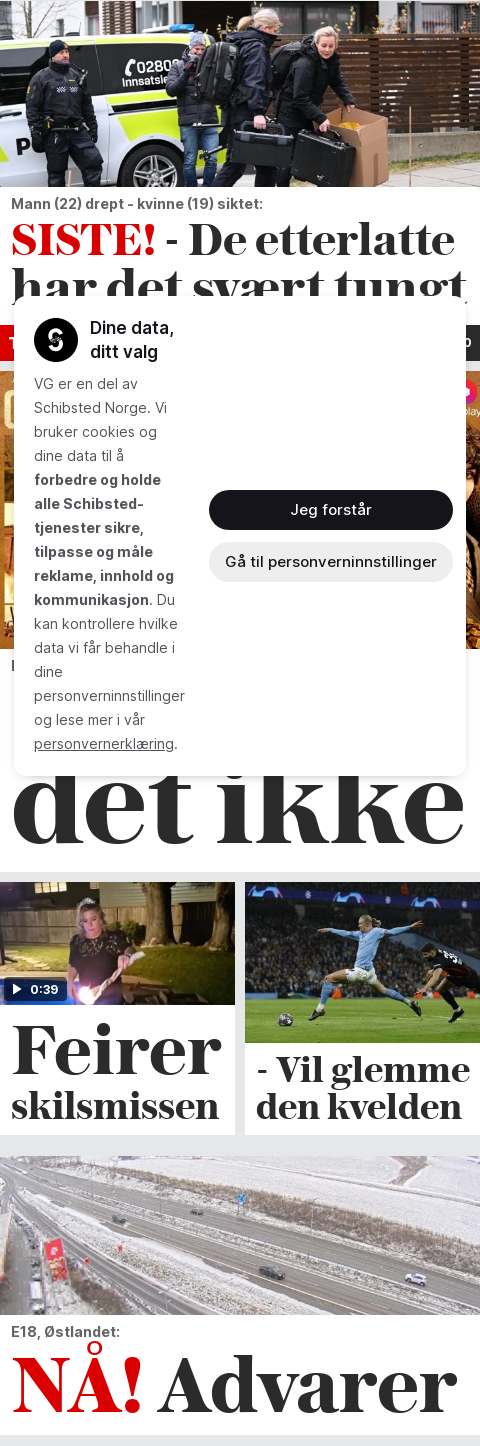 02800
Innsatsle
P
Mann (22) drept - kvinne (19) siktet:
SISTE! - De etterlatte
har det svært tungt
Dine data,
ditt valg
VG er en del av
Schibsted Norge. Vi
bruker cookies og
dine data til å
forbedre og holde
alle Schibsted-
tjenester sikre,
tilpasse og måle
reklame, innhold og
kommunikasjon. Du
kan kontrollere hvilke
data vi får behandle i
dine
personverninnstillinger
og lese mer i vår
personvernerklæring.
Jeg forstår
Gå til personverninnstillinger
det ikke
0:39
Feirer
skilsmissen
- Vil glemme
den kvelden
E18, Østlandet:
NÅ! Advarer